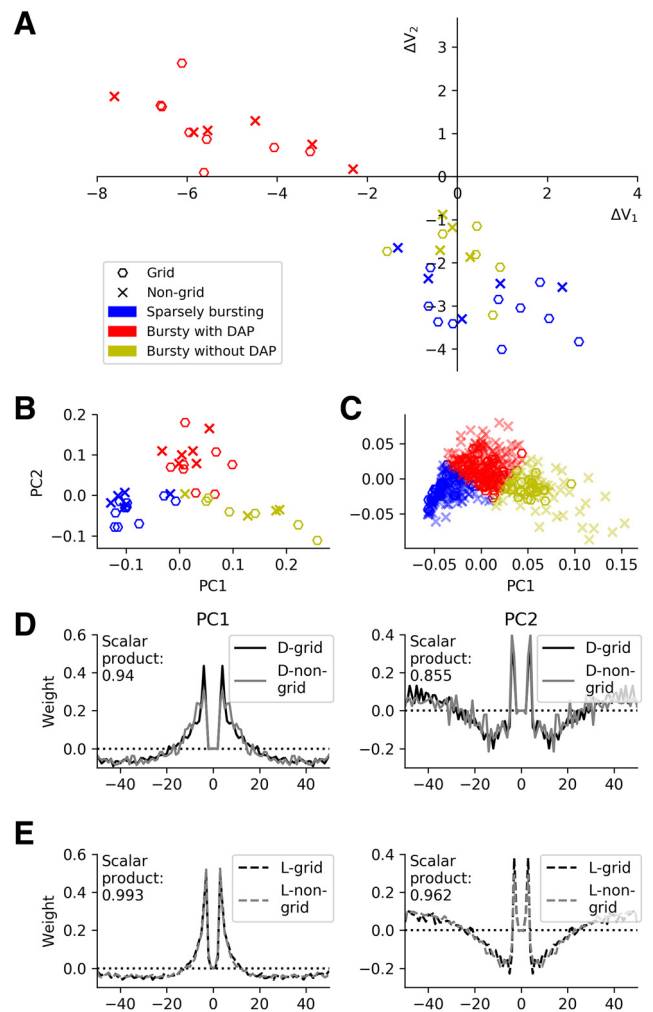 A
ΔV₂
3
2
1
0
−8
−6
−4
−2
0
2
4
ΔV₁
−1
−2
−3
−4
Grid
Non-grid
Sparsely bursting
Bursty with DAP
Bursty without DAP
B
0.2
0.1
0.0
−0.1
PC2
−0.1
0.0
0.1
0.2
PC1
C
0.05
0.00
−0.05
−0.05
0.00
0.05
0.10
0.15
PC1
D
PC1
0.6
0.4
0.2
0.0
Weight
Scalar
product:
0.94
D-grid
D-non-
grid
−40
−20
0
20
40
PC2
0.4
0.2
0.0
−0.2
Scalar
product:
0.855
D-grid
D-non-
grid
−40
−20
0
20
40
E
0.6
0.4
0.2
0.0
Weight
Scalar
product:
0.993
L-grid
L-non-
grid
−40
−20
0
20
40
0.4
0.2
0.0
−0.2
Scalar
product:
0.962
L-grid
L-non-
grid
−40
−20
0
20
40